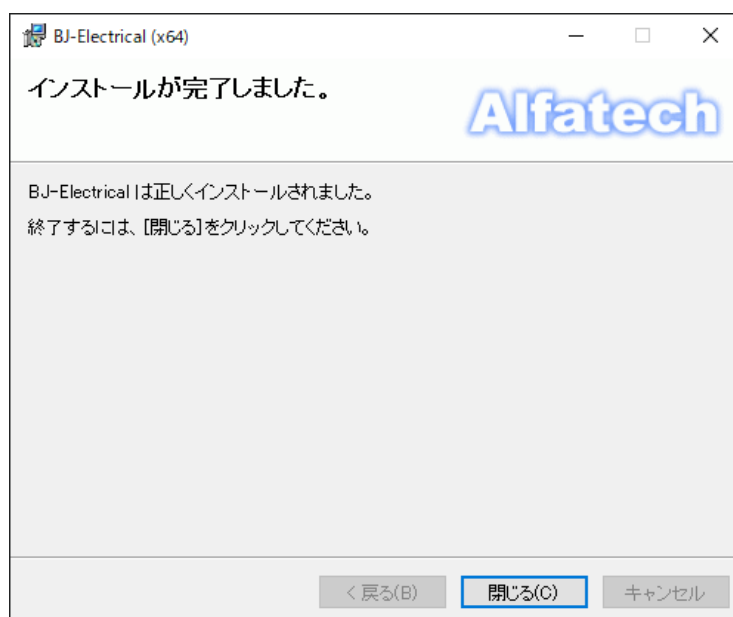 BJ-Electrical (x64)
インストールが完了しました。
Alfatech
BJ-Electrical は正しくインストールされました。
終了するには、[閉じる]をクリックしてください。
< 戻る(B)
閉じる(C)
キャンセル